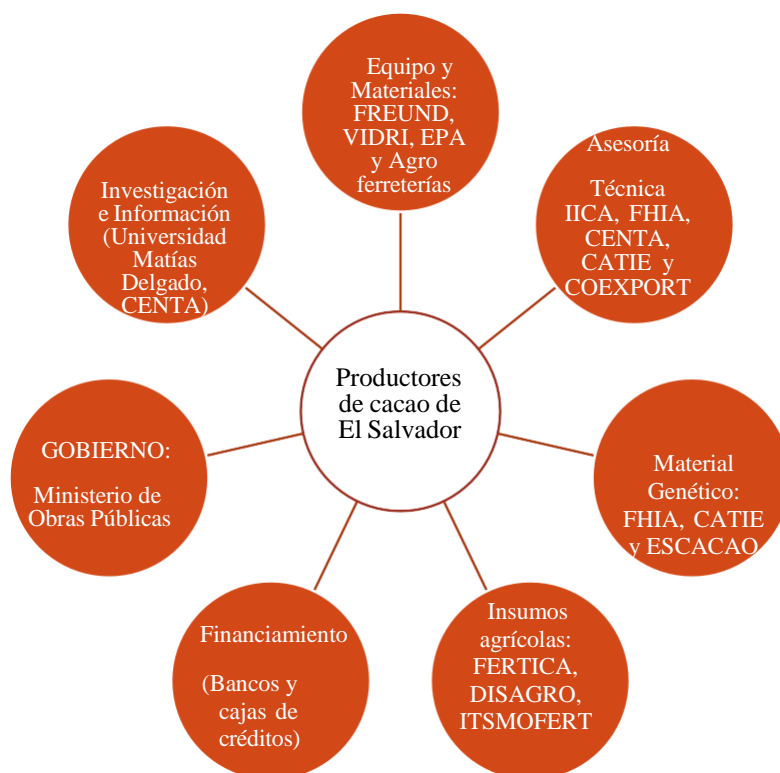 Equipo y
Materiales:
FREUND,
VIDRI, EPA
y Agro
ferreterías
Asesoría
Técnica
IICA, FHIA,
CENTA,
CATIE y
COEXPORT
Material
Genético:
FHIA, CATIE
y ESCACAO
Insumos
agrícolas:
FERTICA,
DISAGRO,
ITSMOFERT
Financiamiento
(Bancos y
cajas de
créditos)
GOBIERNO:
Ministerio de
Obras Públicas
Investigación
e Información
(Universidad
Matías
Delgado,
CENTA)
Productores
de cacao de
El Salvador